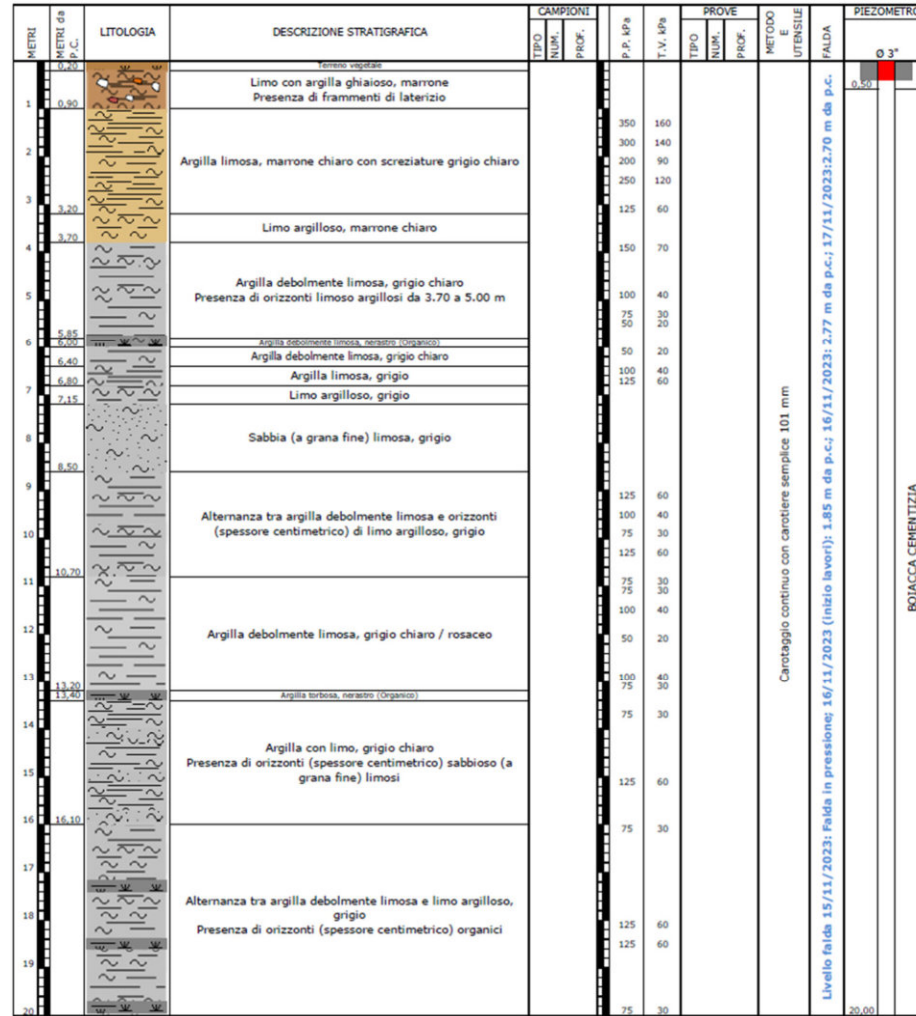 METRI
METRI da P.C.
LITOLOGIA
DESCRIZIONE STRATIGRAFICA
CAMPIONI
TIPO
NUM.
PROF.
P.P. kPa
T.V. kPa
PROVE
TIPO
NUM.
PROF.
METODO E UTENSILE
FALDA
PIEZOMETRO
Ø 3"
0,20
Terreno vegetale
Limo con argilla ghiaioso, marrone
Presenza di frammenti di laterizio
0,50
1
0,90
350 160
2
300 140
Argilla limosa, marrone chiaro con screziature grigio chiaro
200 90
250 120
3
3,20
125 60
Limo argilloso, marrone chiaro
3,70
4
150 70
Argilla debolmente limosa, grigio chiaro
Presenza di orizzonti limoso argillosi da 3.70 a 5.00 m
5
100 40
75 30
50 20
5,85
6
6,00
Argilla debolmente limosa, nerastro (Organico)
Argilla debolmente limosa, grigio chiaro
50 20
6,40
Argilla limosa, grigio
100 40
125 60
6,80
7
Limo argilloso, grigio
7,15
8
Sabbia (a grana fine) limosa, grigio
8,50
9
125 60
Alternanza tra argilla debolmente limosa e orizzonti
(spessore centimetrico) di limo argilloso, grigio
100 40
10
75 30
125 60
10,70
11
75 30
75 30
100 40
12
Argilla debolmente limosa, grigio chiaro / rosaceo
50 20
13
100 40
75 30
13,20
13,40
Argilla torbosa, nerastro (Organico)
75 30
14
Argilla con limo, grigio chiaro
Presenza di orizzonti (spessore centimetrico) sabbioso (a
grana fine) limosi
15
125 60
16
16,10
75 30
17
Alternanza tra argilla debolmente limosa e limo argilloso,
grigio
Presenza di orizzonti (spessore centimetrico) organici
18
125 60
125 60
19
20
75 30
20,00
Carotaggio continuo con carotiere semplice 101 mm
Livello falda 15/11/2023: Falda in pressione; 16/11/2023 (inizio lavori): 1.85 m da p.c.; 16/11/2023: 2.77 m da p.c.; 17/11/2023:2.70 m da p.c.
BOIACCA CEMENTIZIA